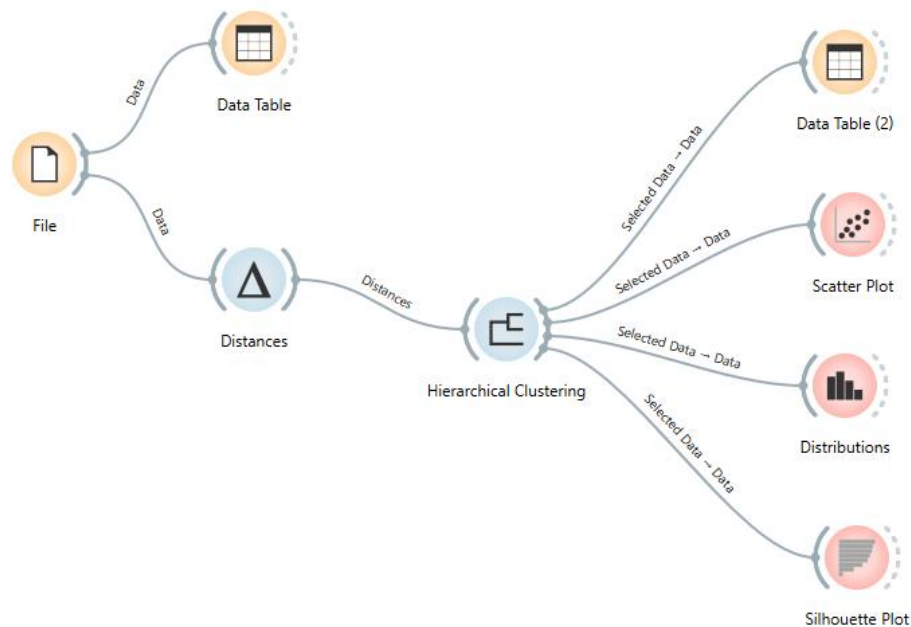 Data
Data Table
File
Data
Distances
Distances
Hierarchical Clustering
Selected Data → Data
Data Table (2)
Selected Data → Data
Scatter Plot
Selected Data → Data
Distributions
Selected Data → Data
Silhouette Plot